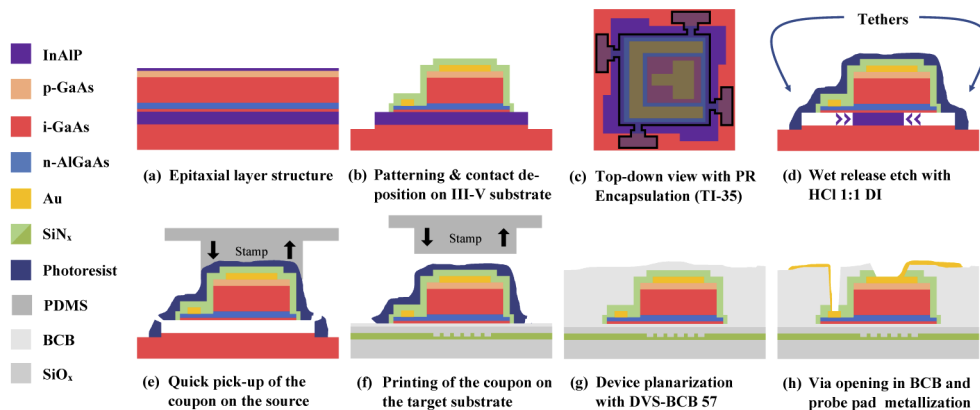 InAlP
p-GaAs
i-GaAs
n-AlGaAs
Au
SiNx
Photoresist
PDMS
BCB
SiOx
(a) Epitaxial layer structure
(b) Patterning & contact de-
position on III-V substrate
(c) Top-down view with PR
Encapsulation (TI-35)
Tethers
(d) Wet release etch with
HCl 1:1 DI
Stamp
(e) Quick pick-up of the
coupon on the source
Stamp
(f) Printing of the coupon on
the target substrate
(g) Device planarization
with DVS-BCB 57
(h) Via opening in BCB and
probe pad metallization